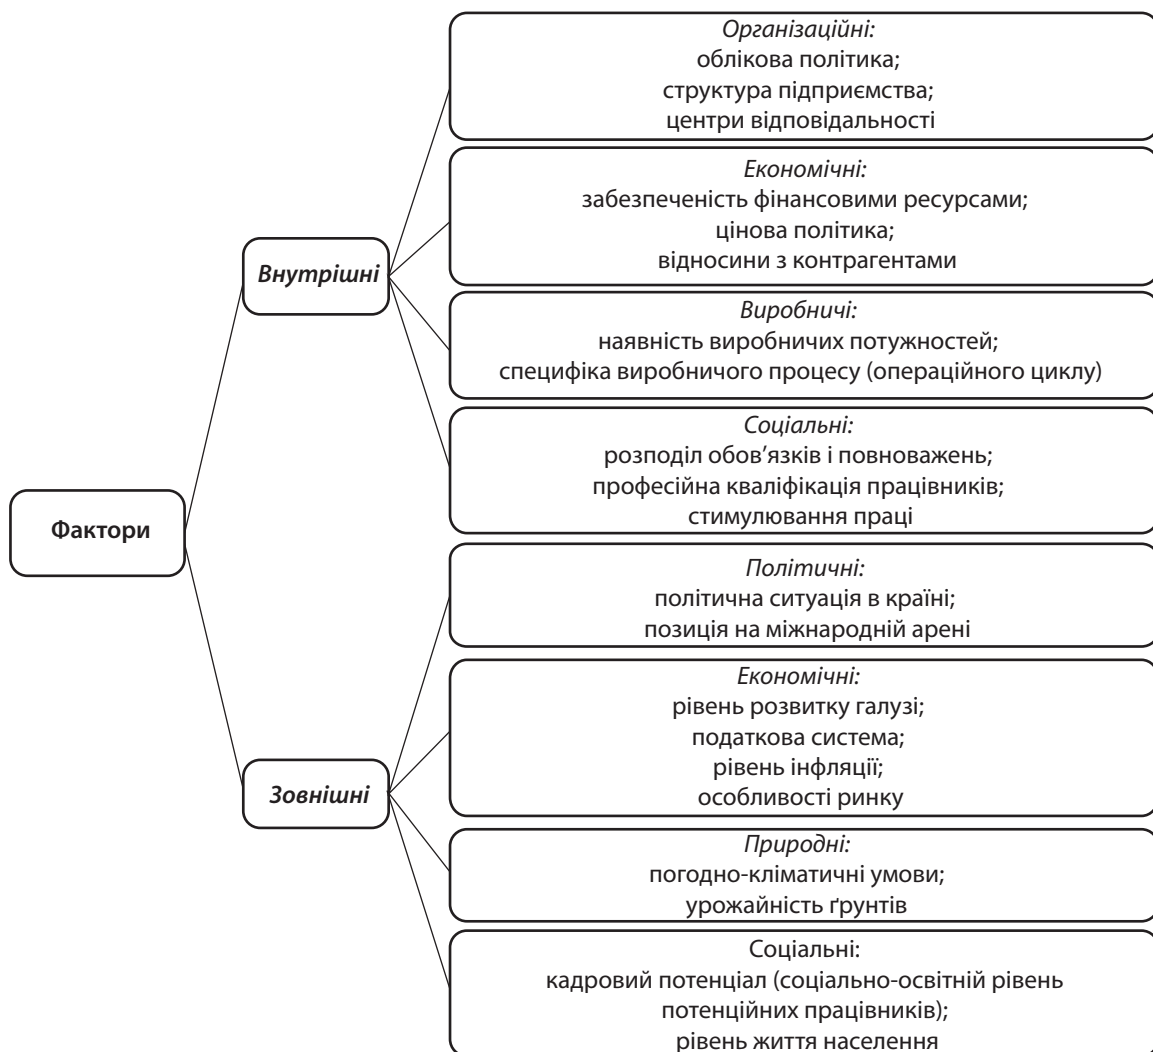 Фактори
Внутрішні
Організаційні:
облікова політика;
структура підприємства;
центри відповідальності
Економічні:
забезпеченість фінансовими ресурсами;
цінова політика;
відносини з контрагентами
Виробничі:
наявність виробничих потужностей;
специфіка виробничого процесу (операційного циклу)
Соціальні:
розподіл обов’язків і повноважень;
професійна кваліфікація працівників;
стимулювання праці
Зовнішні
Політичні:
політична ситуація в країні;
позиція на міжнародній арені
Економічні:
рівень розвитку галузі;
податкова система;
рівень інфляції;
особливості ринку
Природні:
погодно-кліматичні умови;
урожайність ґрунтів
Соціальні:
кадровий потенціал (соціально-освітній рівень
потенційних працівників);
рівень життя населення